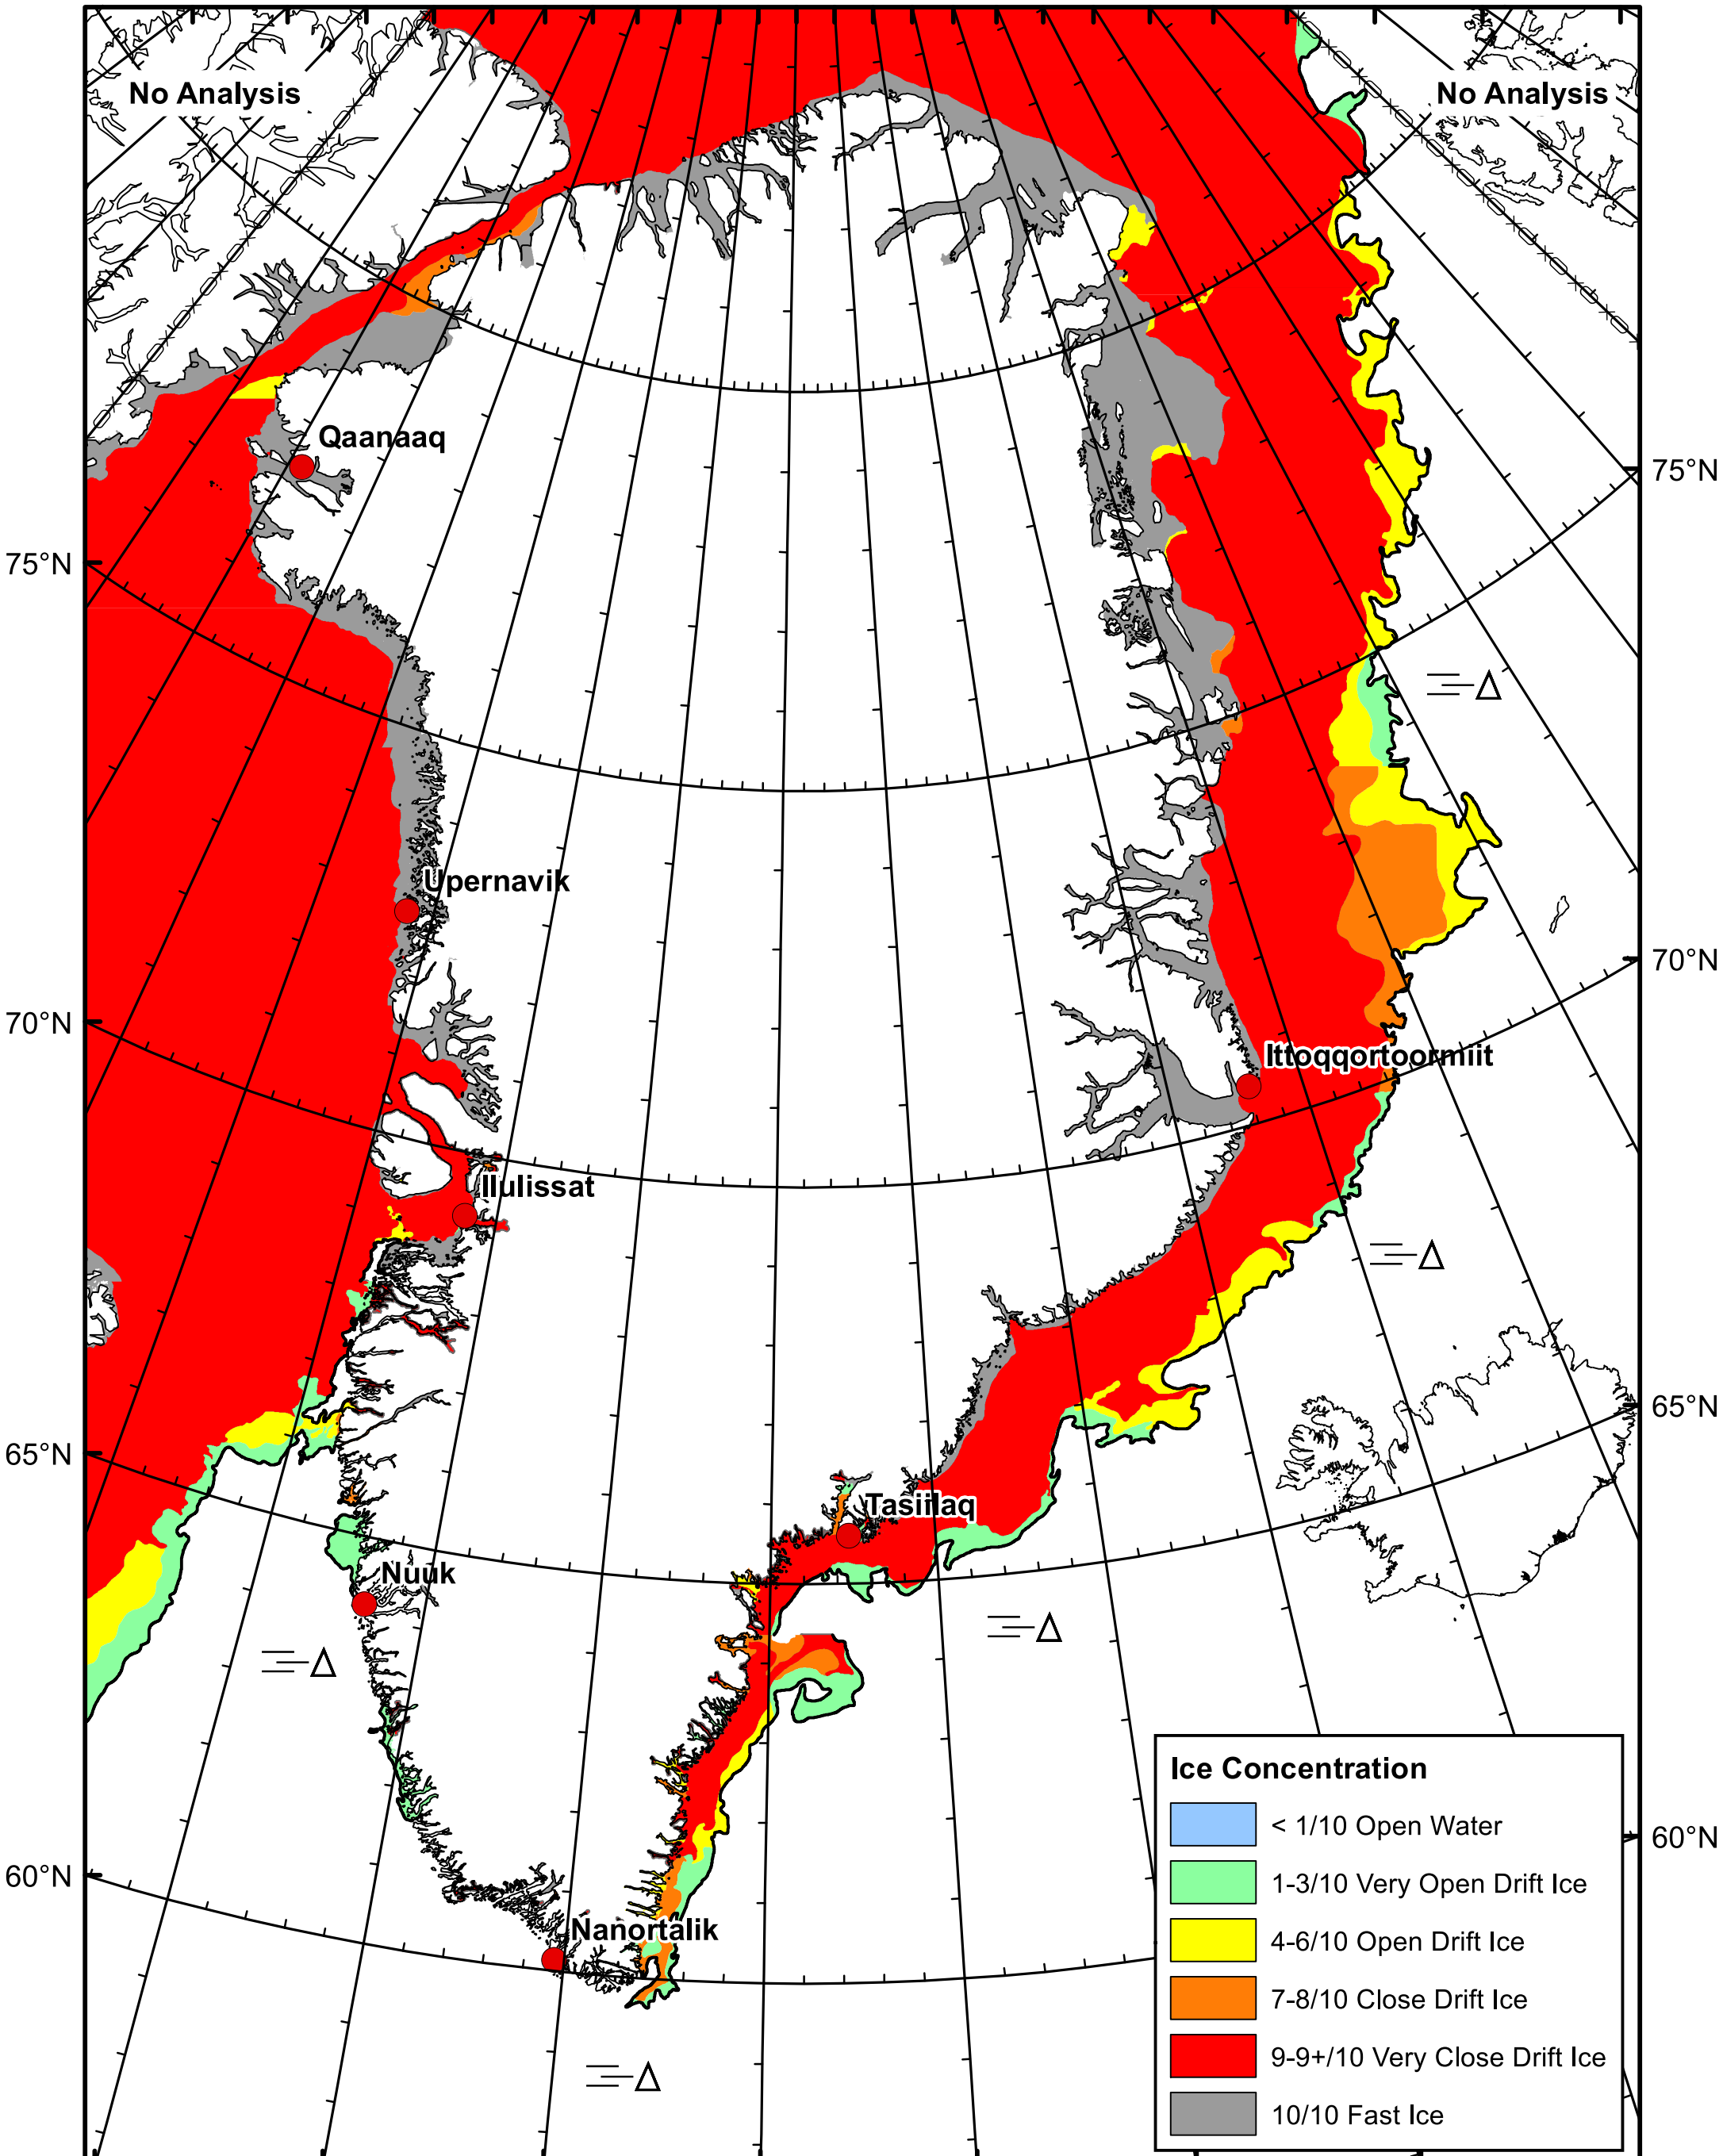 No Analysis
No Analysis
Qaanaaq
75°N
75°N
Upernavik
70°N
70°N
Ittoqqortoormiit
Ilulissat
65°N
65°N
Tasiilaq
Nuuk
60°N
60°N
Nanortalik
Ice Concentration
< 1/10 Open Water
1-3/10 Very Open Drift Ice
4-6/10 Open Drift Ice
7-8/10 Close Drift Ice
9-9+/10 Very Close Drift Ice
10/10 Fast Ice